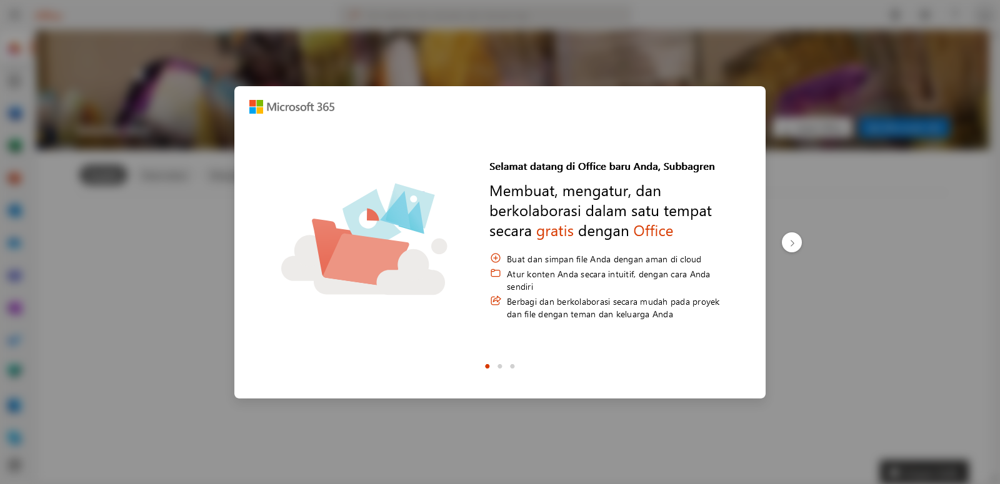 Microsoft 365
Selamat datang di Office baru Anda, Subbagren
Membuat, mengatur, dan
berkolaborasi dalam satu tempat
secara gratis dengan Office
Buat dan simpan file Anda dengan aman di cloud
Atur konten Anda secara intuitif, dengan cara Anda
sendiri
Berbagi dan berkolaborasi secara mudah pada proyek
dan file dengan teman dan keluarga Anda